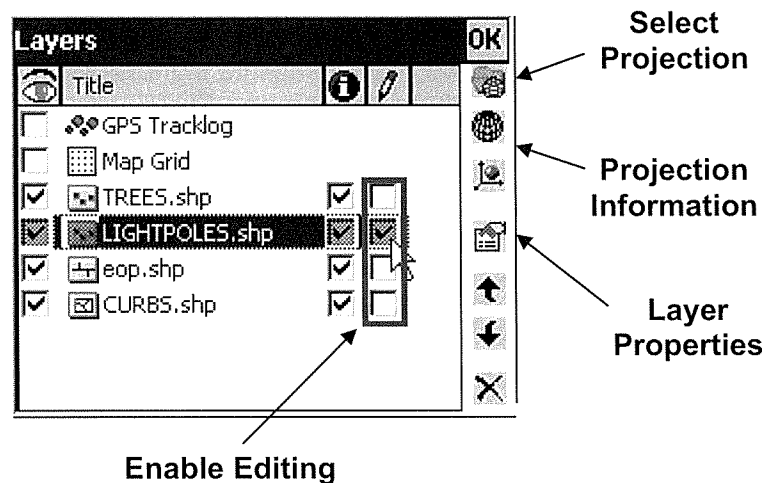 Layers
OK
Title
GPS Tracklog
Map Grid
TREES.shp
LIGHTPOLES.shp
eop.shp
CURBS.shp
Select
Projection
Projection
Information
Layer
Properties
Enable Editing